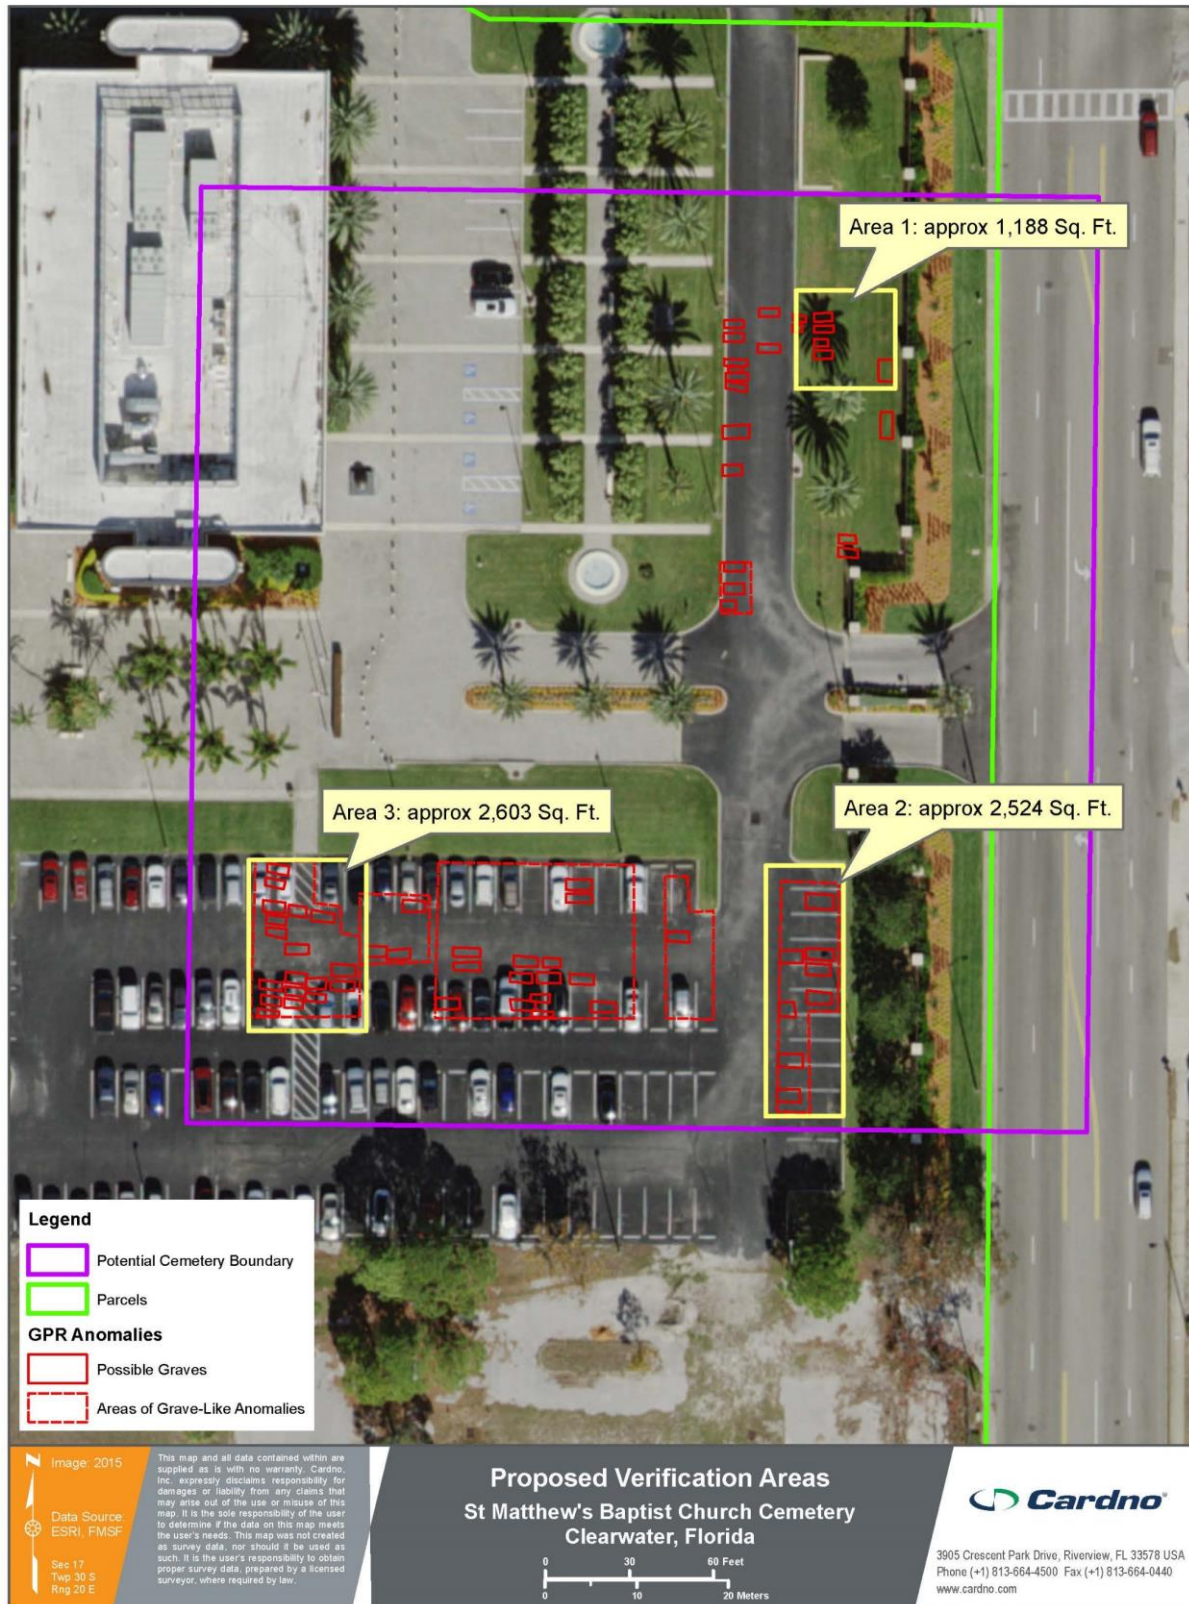 Area 1: approx 1,188 Sq. Ft.
Area 3: approx 2,603 Sq. Ft.
Area 2: approx 2,524 Sq. Ft.
Legend
Potential Cemetery Boundary
Parcels
GPR Anomalies
Possible Graves
Areas of Grave-Like Anomalies
N
Image: 2015
Data Source:
ESRI, FMSF
Sec 17
Twp 30 S
Rng 20 E
This map and all data contained within are
supplied as is with no warranty. Cardno,
Inc. expressly disclaims responsibility for
damages or liability from any claims that
may arise out of the use or misuse of this
map. It is the sole responsibility of the user
to determine if the data on this map meets
the user's needs. This map was not created
as survey data, nor should it be used as
such. It is the user's responsibility to obtain
proper survey data, prepared by a licensed
surveyor, where required by law.
Proposed Verification Areas
St Matthew's Baptist Church Cemetery
Clearwater, Florida
0 30 60 Feet
0 10 20 Meters
Cardno®
3905 Crescent Park Drive, Riverview, FL 33578 USA
Phone (+1) 813-664-4500 Fax (+1) 813-664-0440
www.cardno.com